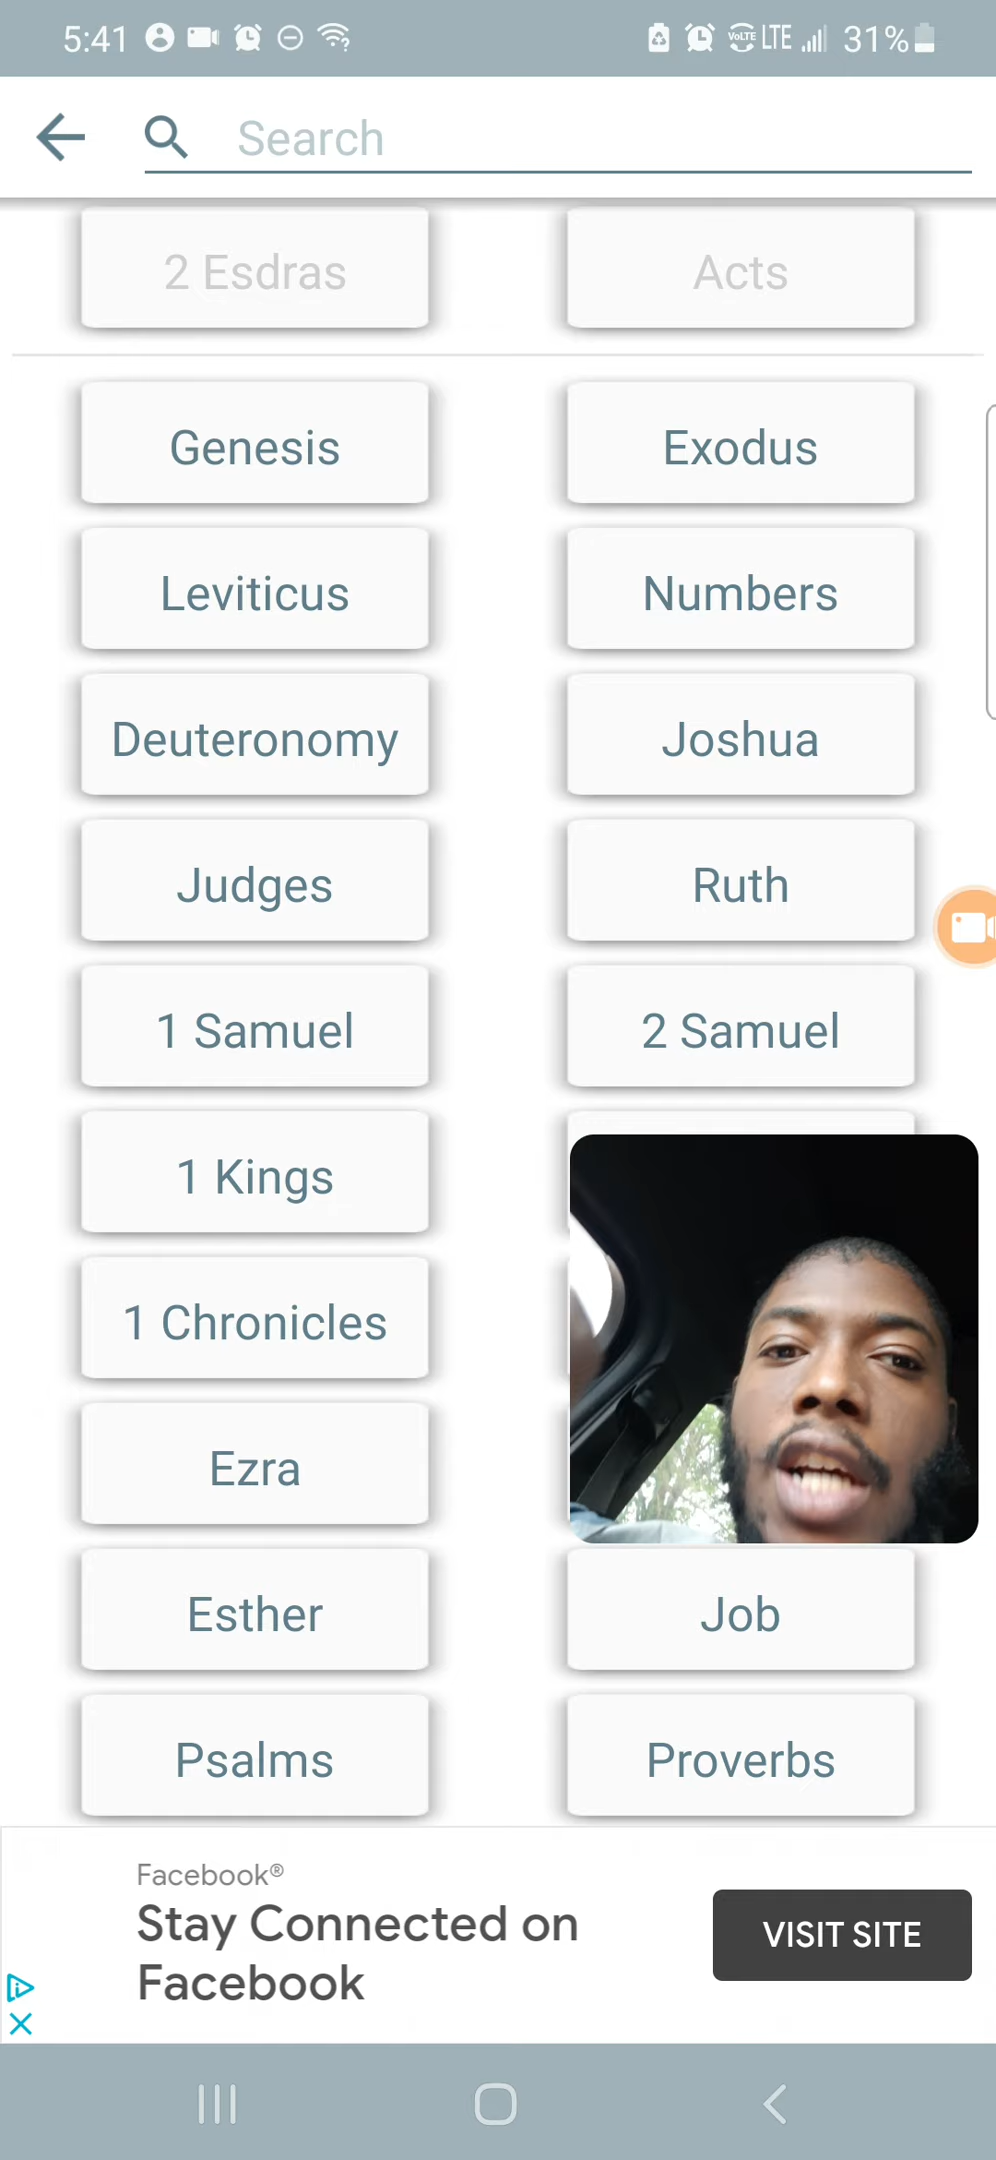 5:41 VoLTE LTE 31%
Search
2 Esdras Acts
Genesis Exodus
Leviticus Numbers
Deuteronomy Joshua
Judges Ruth
1 Samuel 2 Samuel
1 Kings
1 Chronicles
Ezra
Esther Job
Psalms Proverbs
Facebook®
Stay Connected on
Facebook
VISIT SITE